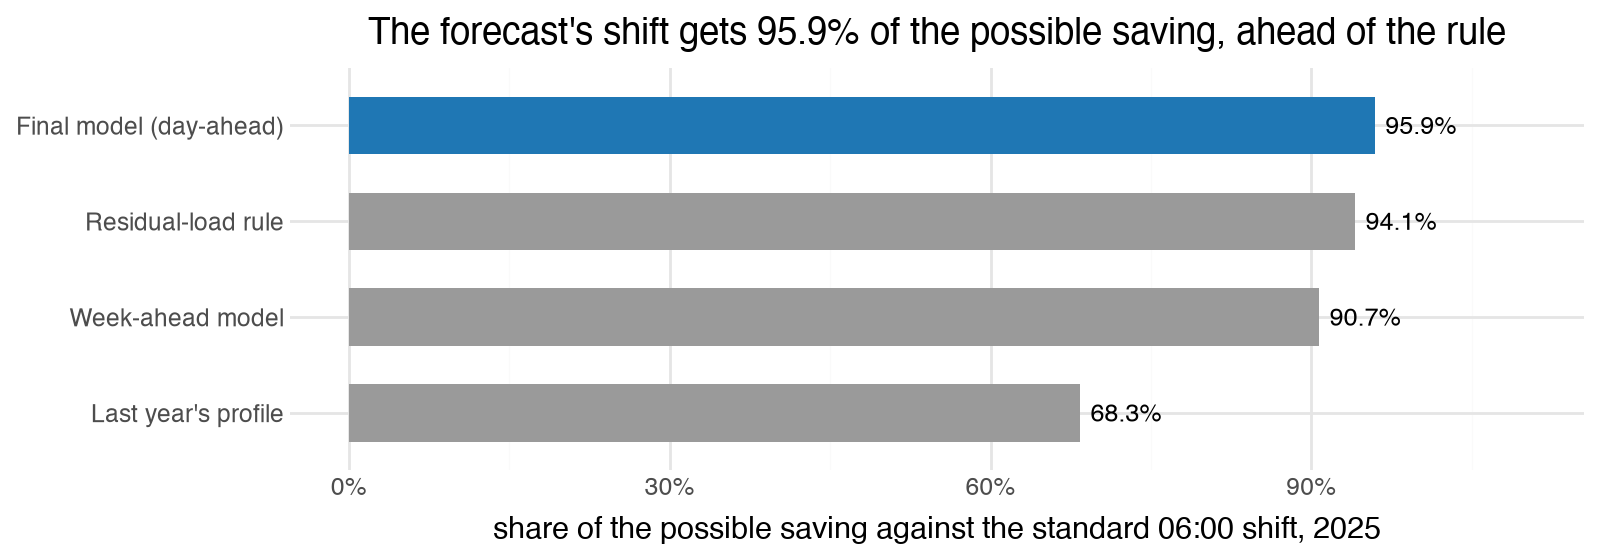 The forecast's shift gets 95.9% of the possible saving, ahead of the rule
Final model (day-ahead)
95.9%
Residual-load rule
94.1%
Week-ahead model
90.7%
Last year's profile
68.3%
0%
30%
60%
90%
share of the possible saving against the standard 06:00 shift, 2025